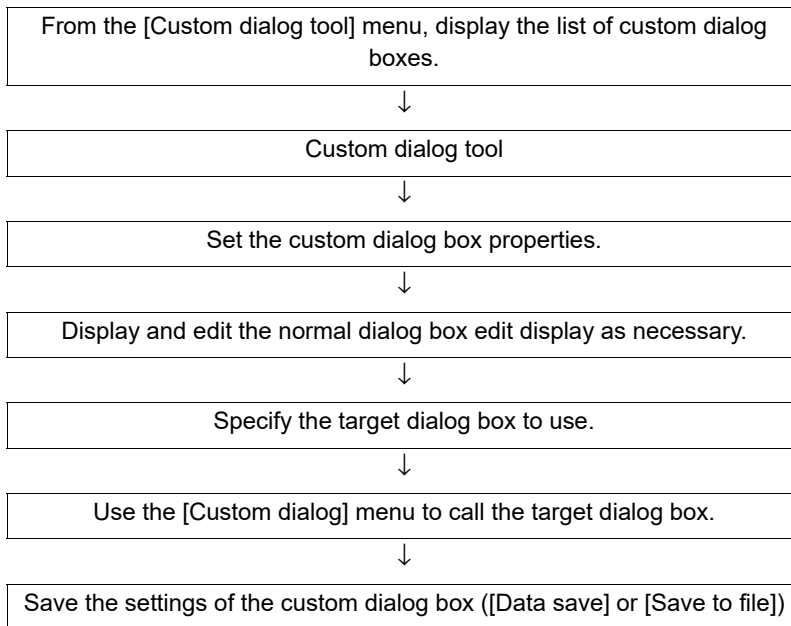 From the [Custom dialog tool] menu, display the list of custom dialog
boxes.
↓
Custom dialog tool
↓
Set the custom dialog box properties.
↓
Display and edit the normal dialog box edit display as necessary.
↓
Specify the target dialog box to use.
↓
Use the [Custom dialog] menu to call the target dialog box.
↓
Save the settings of the custom dialog box ([Data save] or [Save to file])